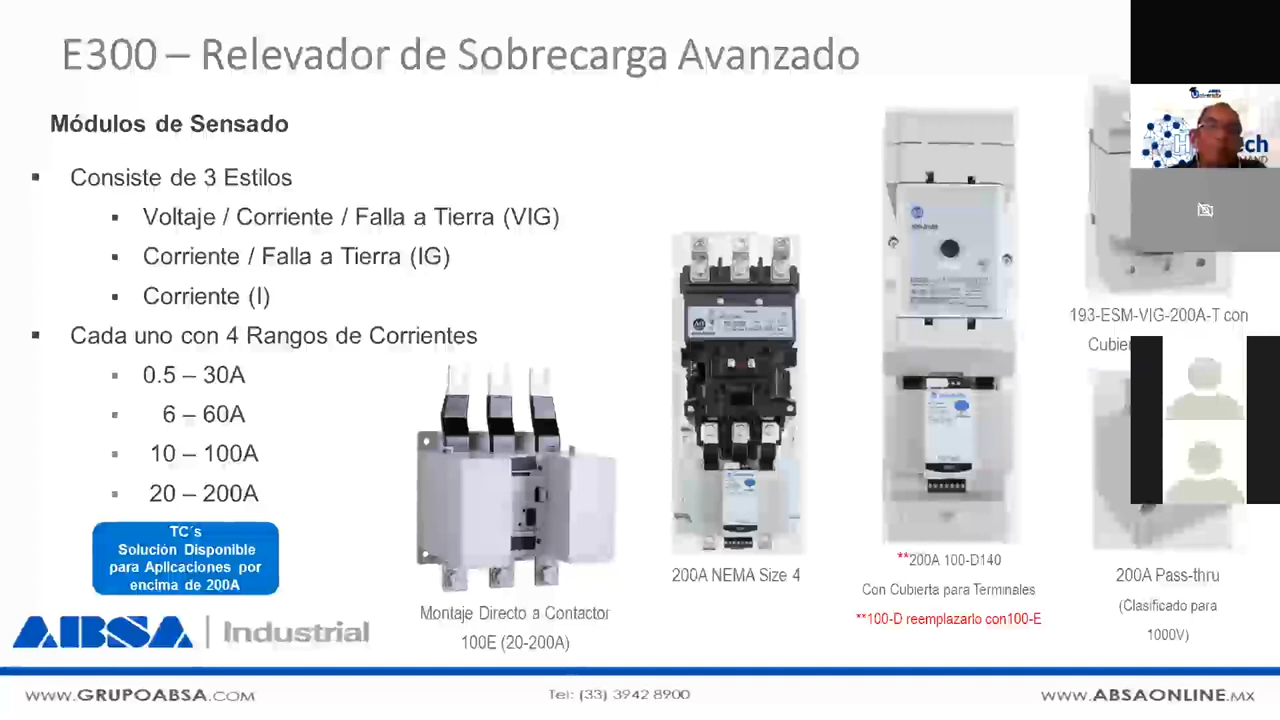 E300 – Relevador de Sobrecarga Avanzado
Módulos de Sensado
Consiste de 3 Estilos
Voltaje / Corriente / Falla a Tierra (VIG)
Corriente / Falla a Tierra (IG)
Corriente (I)
Cada uno con 4 Rangos de Corrientes
0.5 – 30A
6 – 60A
10 – 100A
20 – 200A
TC´s
Solución Disponible
para Aplicaciones por
encima de 200A
Montaje Directo a Contactor
100E (20-200A)
200A NEMA Size 4
**200A 100-D140
Con Cubierta para Terminales
**100-D reemplazarlo con100-E
193-ESM-VIG-200A-T con
200A Pass-thru
(Clasificado para
1000V)
ABSA | Industrial
WWW.GRUPOABSA.COM
Tel: (33) 3942 8900
WWW.ABSAONLINE.MX